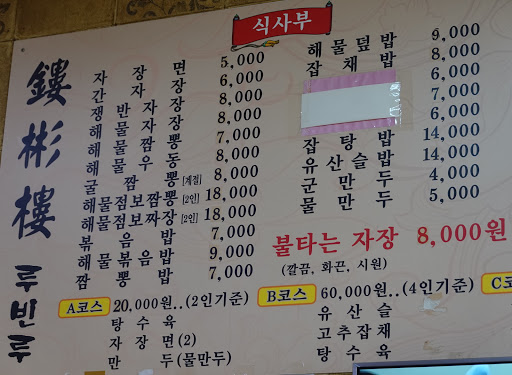 식사부
鏤彬樓 루빈루
자장면 5,000
간자장 6,000
쟁반자장 8,000
해물자장 8,000
해물짬뽕 7,000
해물우동 8,000
굴짬뽕 [계절] 8,000
해물점보짬뽕 [2인] 18,000
해물점보짜장 [2인] 18,000
볶음밥 7,000
해물볶음밥 9,000
짬뽕밥 7,000
해물덮밥 9,000
잡채밥 8,000
6,000
7,000
6,000
잡탕밥 14,000
유산슬밥 14,000
군만두 4,000
물만두 5,000
불타는 자장 8,000원
(깔끔, 화끈, 시원)
A코스 20,000원..(2인기준)
탕수육
자장면(2)
만두(물만두)
B코스 60,000원..(4인기준)
유산슬
고추잡채
탕수육
C코